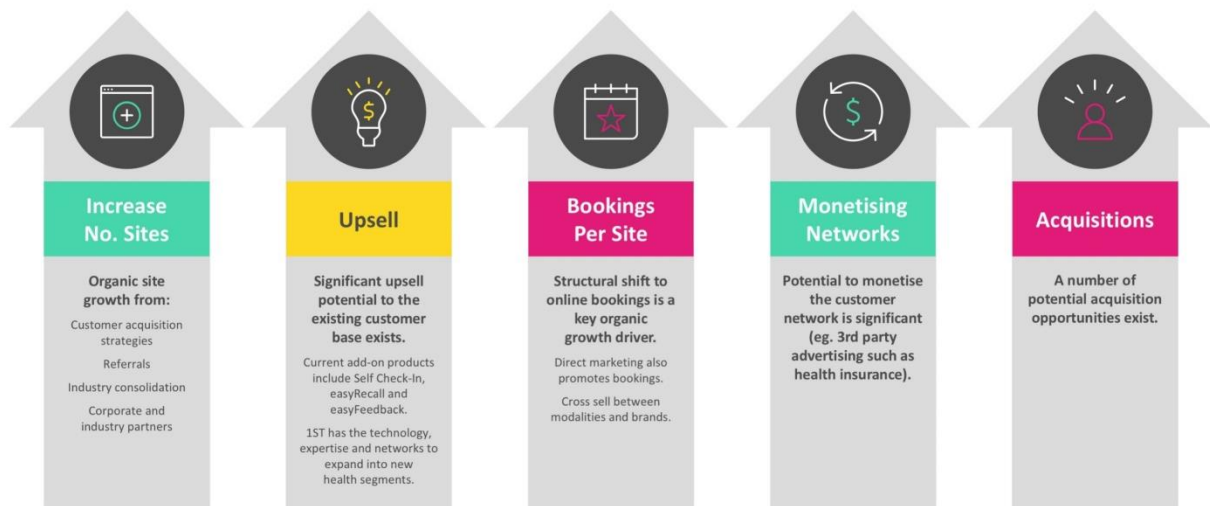 Increase
No. Sites
Organic site
growth from:
Customer acquisition
strategies
Referrals
Industry consolidation
Corporate and
industry partners
Upsell
Significant upsell
potential to the
existing customer
base exists.
Current add-on products
include Self Check-In,
easyRecall and
easyFeedback.
1ST has the technology,
expertise and networks to
expand into new
health segments.
Bookings
Per Site
Structural shift to
online bookings is a
key organic
growth driver.
Direct marketing also
promotes bookings.
Cross sell between
modalities and brands.
Monetising
Networks
Potential to monetise
the customer
network is significant
(eg. 3rd party
advertising such as
health insurance).
Acquisitions
A number of
potential acquisition
opportunities exist.